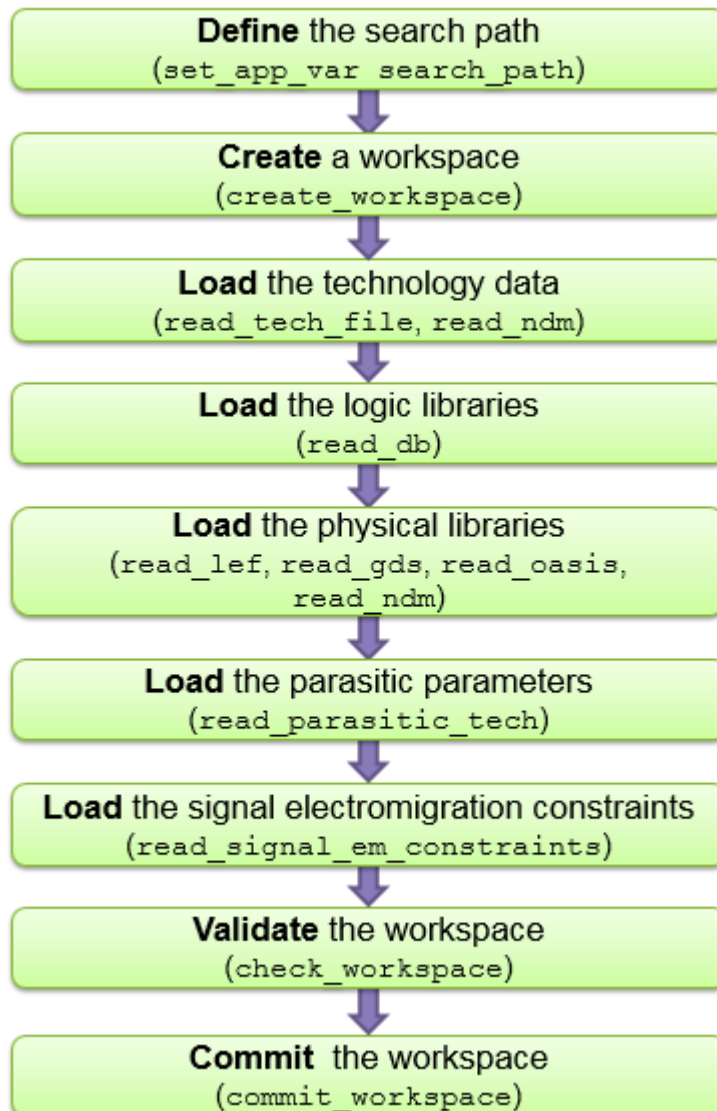 Define the search path
(set_app_var search_path)
Create a workspace
(create_workspace)
Load the technology data
(read_tech_file, read_ndm)
Load the logic libraries
(read_db)
Load the physical libraries
(read_lef, read_gds, read_oasis,
read_ndm)
Load the parasitic parameters
(read_parasitic_tech)
Load the signal electromigration constraints
(read_signal_em_constraints)
Validate the workspace
(check_workspace)
Commit the workspace
(commit_workspace)